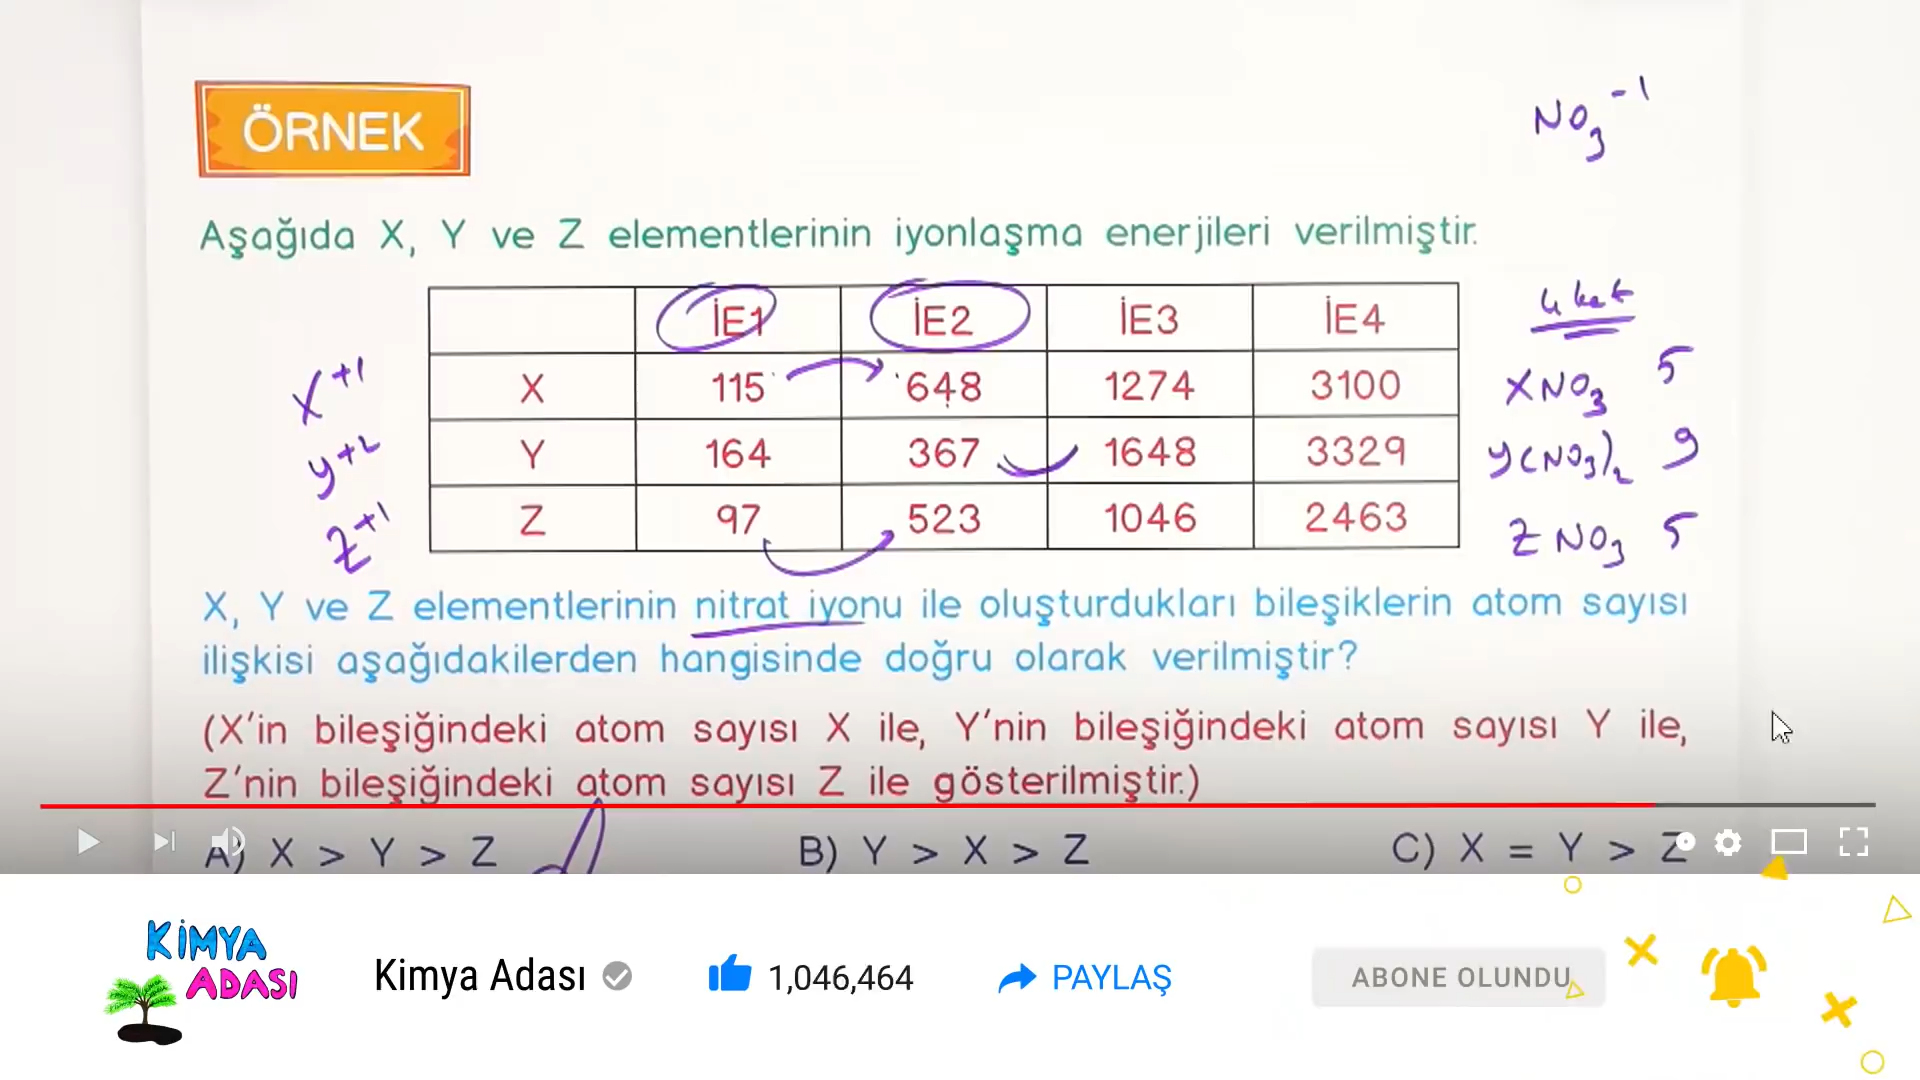 ÖRNEK
NO3 -1
Aşağıda X, Y ve Z elementlerinin iyonlaşma enerjileri verilmiştir.
İE1 İE2 İE3 İE4
4 kat
X+1 X 115 648 1274 3100 XNO3 5
y+2 Y 164 367 1648 3329 y(NO3)2 9
Z+1 Z 97 523 1046 2463 ZNO3 5
X, Y ve Z elementlerinin nitrat iyonu ile oluşturdukları bileşiklerin atom sayısı
ilişkisi aşağıdakilerden hangisinde doğru olarak verilmiştir?
(X'in bileşiğindeki atom sayısı X ile, Y'nin bileşiğindeki atom sayısı Y ile,
Z'nin bileşiğindeki atom sayısı Z ile gösterilmiştir.)
A) X > Y > Z B) Y > X > Z C) X = Y > Z
KİMYA
ADASI
Kimya Adası 1,046,464 PAYLAŞ ABONE OLUNDU